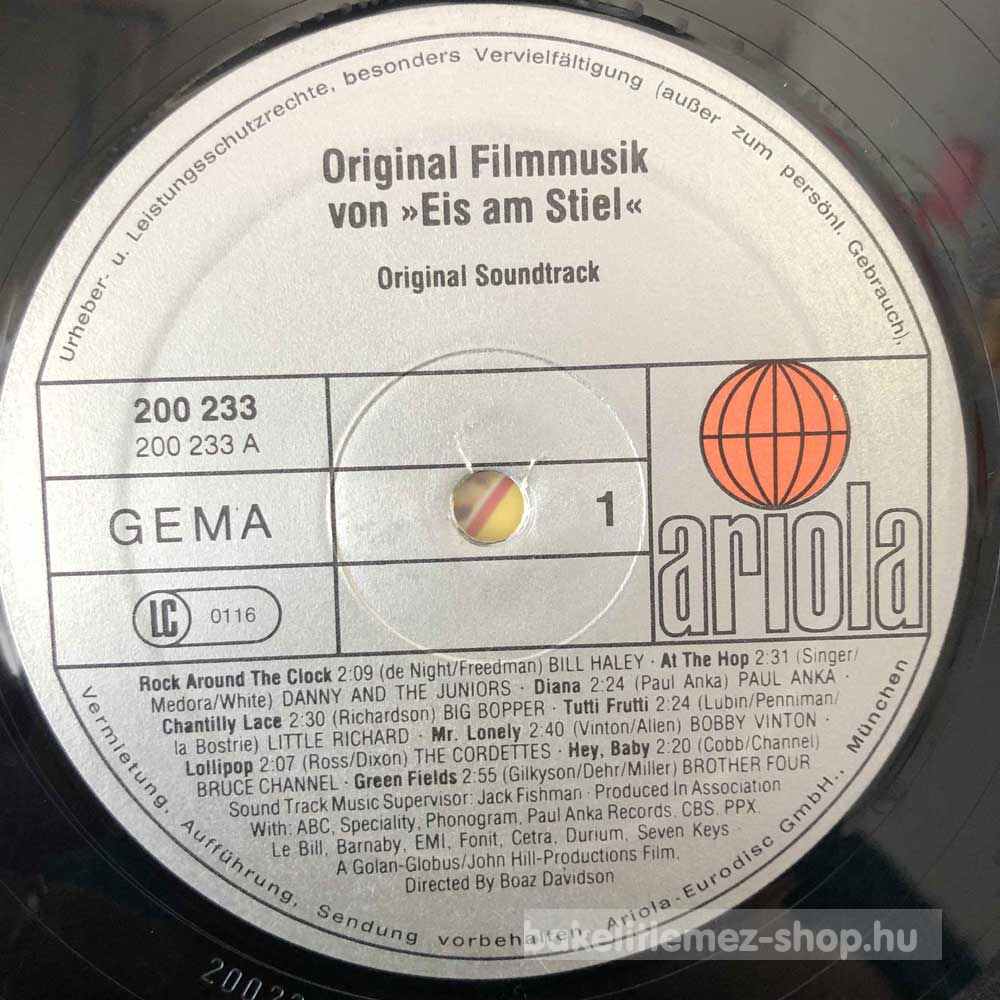 Urheber- u. Leistungsschutzrechte, besonders Vervielfältigung (außer zum persönl. Gebrauch),
Original Filmmusik
von »Eis am Stiel«
Original Soundtrack
200 233
200 233 A
GEMA
1
LC 0116
ariola
Rock Around The Clock 2:09 (de Night/Freedman) BILL HALEY · At The Hop 2:31 (Singer/
Medora/White) DANNY AND THE JUNIORS · Diana 2:24 (Paul Anka) PAUL ANKA ·
Chantilly Lace 2:30 (Richardson) BIG BOPPER · Tutti Frutti 2:24 (Lubin/Penniman/
la Bostrie) LITTLE RICHARD · Mr. Lonely 2:40 (Vinton/Allen) BOBBY VINTON ·
Lollipop 2:07 (Ross/Dixon) THE CORDETTES · Hey, Baby 2:20 (Cobb/Channel)
BRUCE CHANNEL · Green Fields 2:55 (Gilkyson/Dehr/Miller) BROTHER FOUR
Sound Track Music Supervisor: Jack Fishman · Produced In Association
With: ABC, Speciality, Phonogram, Paul Anka Records, CBS, PPX,
Le Bill, Barnaby, EMI, Fonit, Cetra, Durium, Seven Keys
A Golan-Globus/John Hill-Productions Film,
Directed By Boaz Davidson
Vermietung, Aufführung, Sendung vorbehalten. Ariola-Eurodisc GmbH., München
bakelitlemez-shop.hu